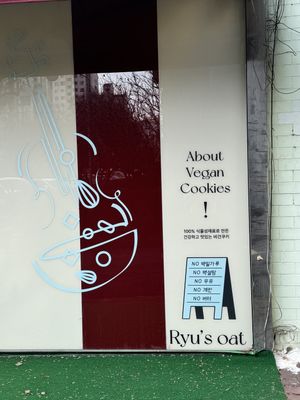 About
Vegan
Cookies
!
100% 식물성재료로 만든
건강하고 맛있는 비건쿠키
NO 백밀가루
NO 백설탕
NO 우유
NO 계란
NO 버터
Ryu's oat